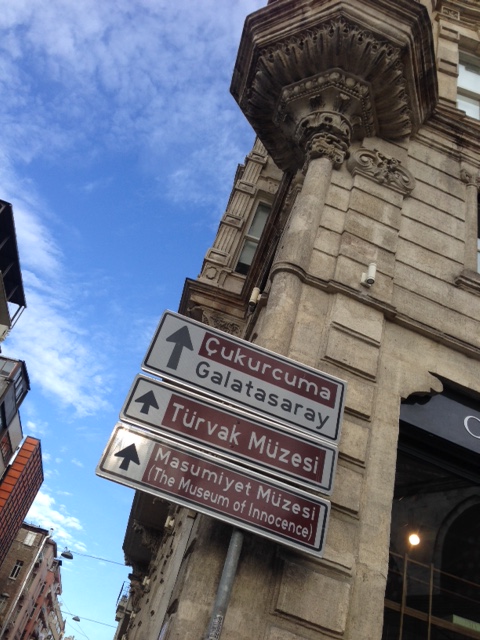 Çukurcuma
Galatasaray
Türvak Müzesi
Masumiyet Müzesi
(The Museum of Innocence)